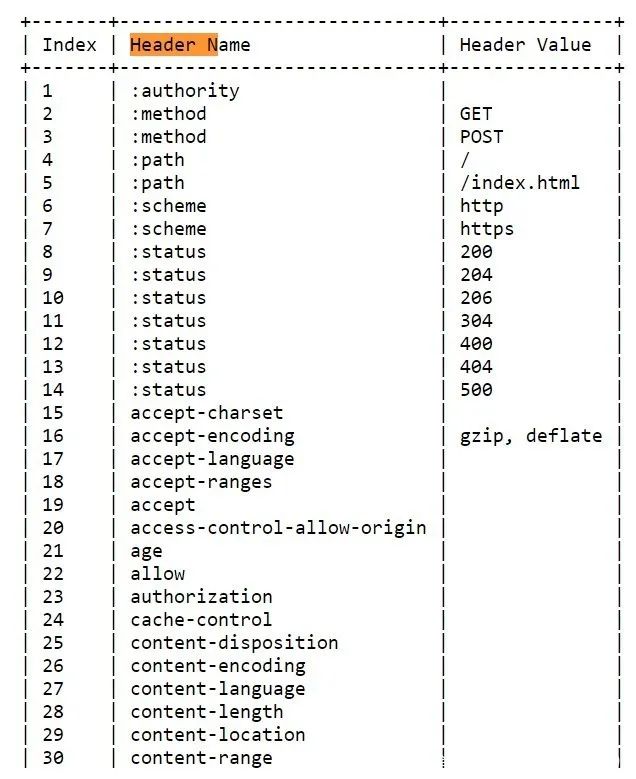 +-------+-----------------------------+---------------+
| Index | Header Name | Header Value |
+-------+-----------------------------+---------------+
| 1 | :authority | |
| 2 | :method | GET |
| 3 | :method | POST |
| 4 | :path | / |
| 5 | :path | /index.html |
| 6 | :scheme | http |
| 7 | :scheme | https |
| 8 | :status | 200 |
| 9 | :status | 204 |
| 10 | :status | 206 |
| 11 | :status | 304 |
| 12 | :status | 400 |
| 13 | :status | 404 |
| 14 | :status | 500 |
| 15 | accept-charset | |
| 16 | accept-encoding | gzip, deflate |
| 17 | accept-language | |
| 18 | accept-ranges | |
| 19 | accept | |
| 20 | access-control-allow-origin | |
| 21 | age | |
| 22 | allow | |
| 23 | authorization | |
| 24 | cache-control | |
| 25 | content-disposition | |
| 26 | content-encoding | |
| 27 | content-language | |
| 28 | content-length | |
| 29 | content-location | |
| 30 | content-range | |